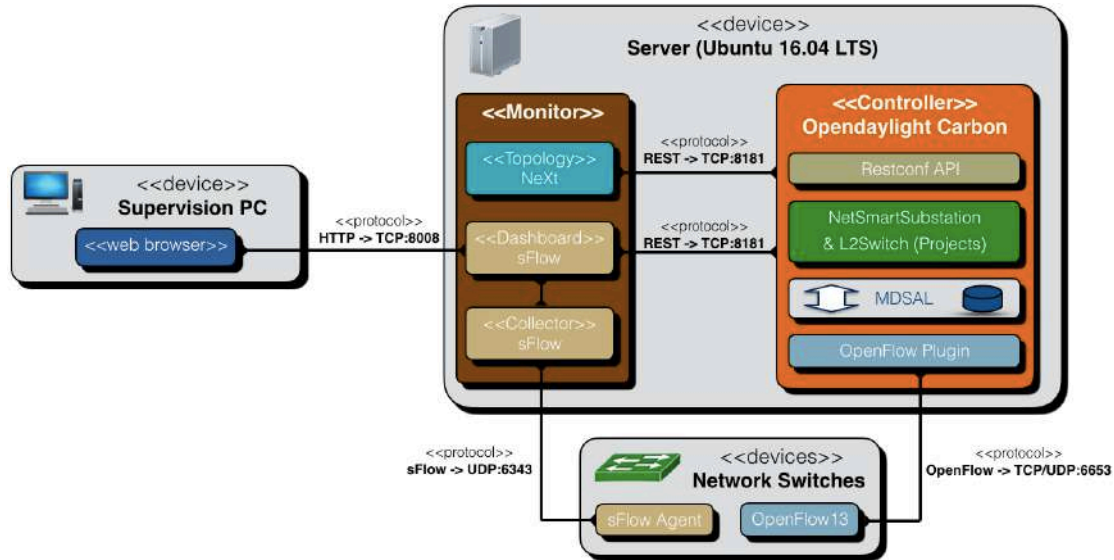 <<device>>
Server (Ubuntu 16.04 LTS)
<<Monitor>>
<<Topology>>
NeXt
<<Dashboard>>
sFlow
<<Collector>>
sFlow
<<protocol>>
REST -> TCP:8181
<<protocol>>
REST -> TCP:8181
<<Controller>>
Opendaylight Carbon
Restconf API
NetSmartSubstation
& L2Switch (Projects)
MDSAL
OpenFlow Plugin
<<device>>
Supervision PC
<<web browser>>
<<protocol>>
HTTP -> TCP:8008
<<protocol>>
sFlow -> UDP:6343
<<devices>>
Network Switches
sFlow Agent
OpenFlow13
<<protocol>>
OpenFlow -> TCP/UDP:6653